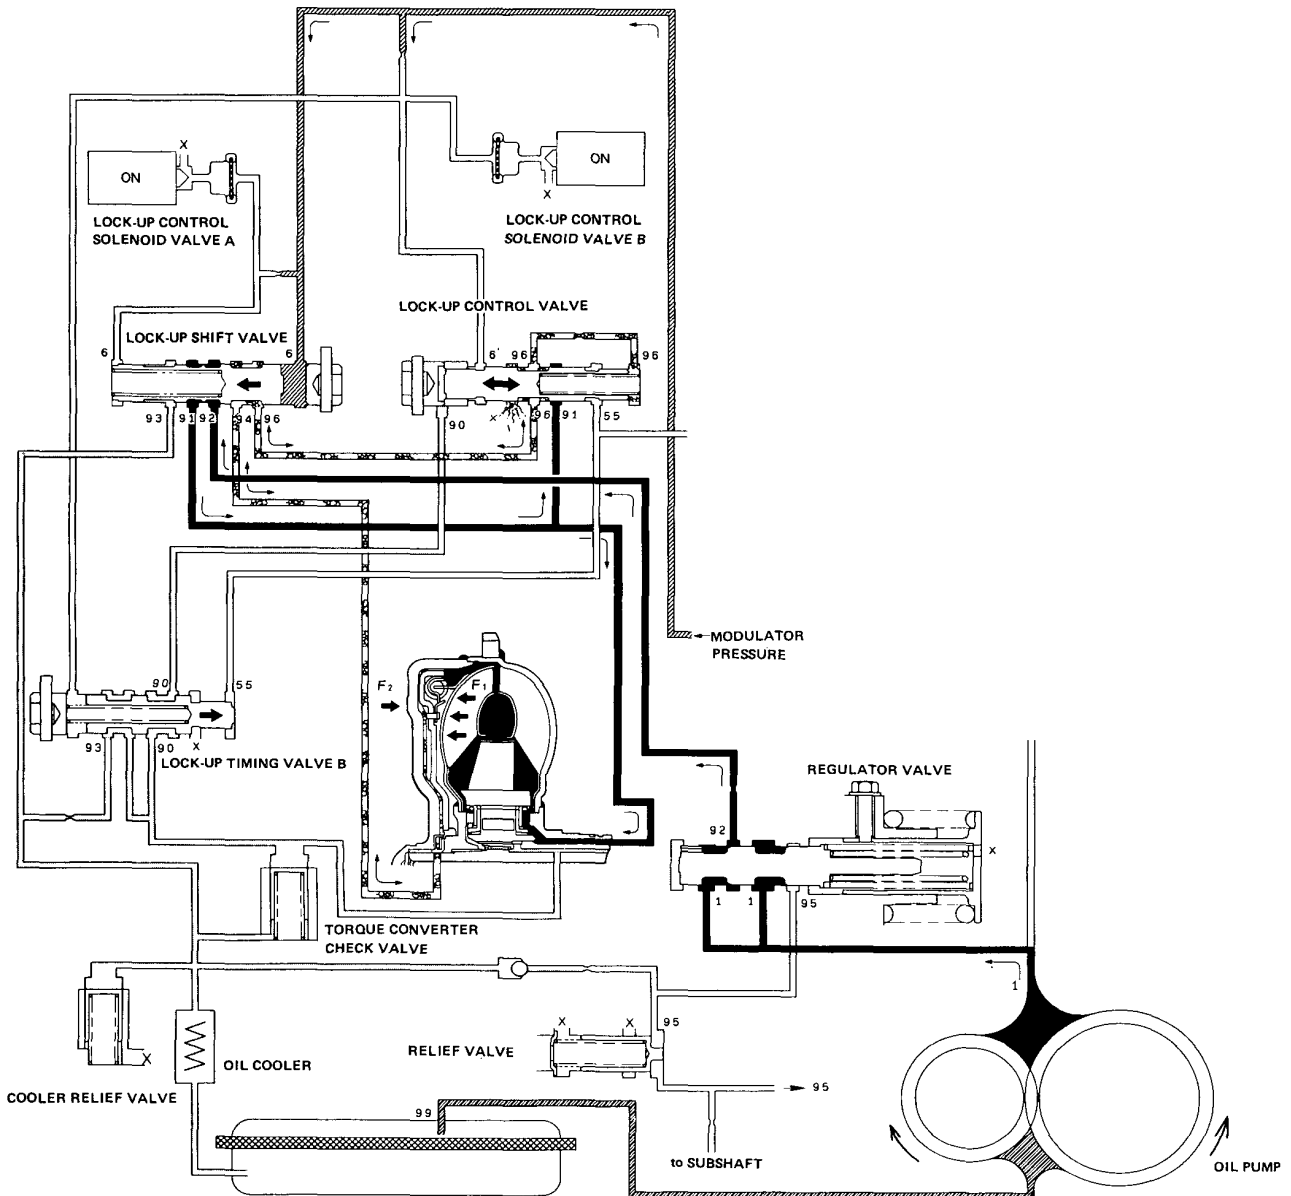 X
ON
ON
X
LOCK-UP CONTROL
SOLENOID VALVE A
LOCK-UP CONTROL
SOLENOID VALVE B
LOCK-UP CONTROL VALVE
LOCK-UP SHIFT VALVE
6
6
6
96
96
93
91
92
94
96
X
90
96
91
55
MODULATOR
PRESSURE
F2
F1
90
55
93
90
X
LOCK-UP TIMING VALVE B
REGULATOR VALVE
92
X
1
1
95
TORQUE CONVERTER
CHECK VALVE
1
X
X
95
RELIEF VALVE
X
OIL COOLER
COOLER RELIEF VALVE
95
99
to SUBSHAFT
OIL PUMP